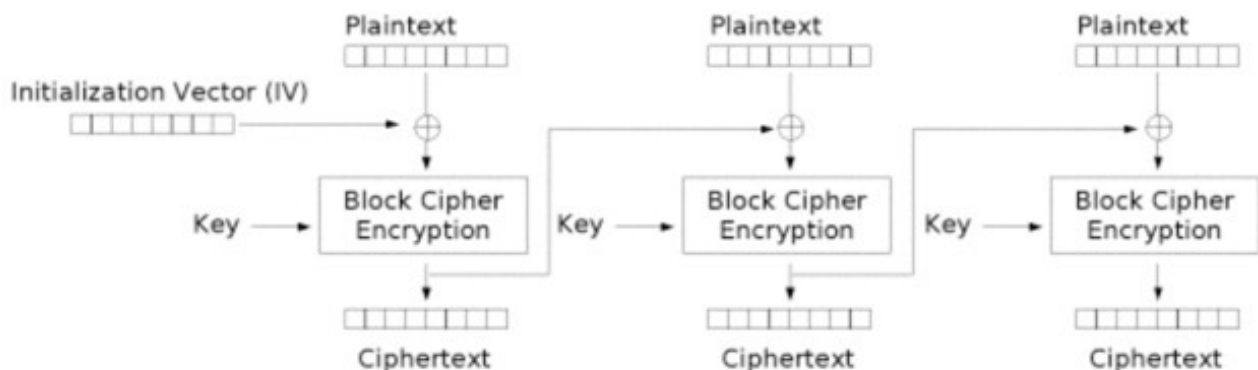 Plaintext
Plaintext
Plaintext
Initialization Vector (IV)
Key
Block Cipher
Encryption
Key
Block Cipher
Encryption
Key
Block Cipher
Encryption
Ciphertext
Ciphertext
Ciphertext